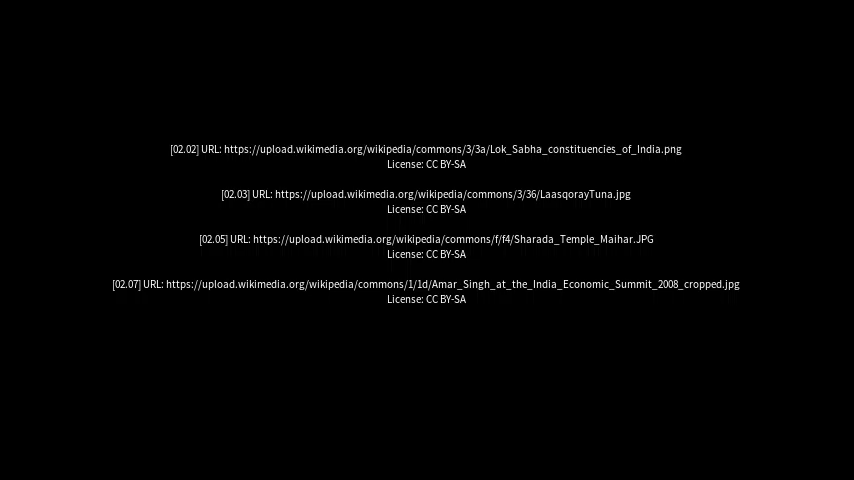 [02.02] URL: https://upload.wikimedia.org/wikipedia/commons/3/3a/Lok_Sabha_constituencies_of_India.png
License: CC BY-SA
[02.03] URL: https://upload.wikimedia.org/wikipedia/commons/3/36/LaasqorayTuna.jpg
License: CC BY-SA
[02.05] URL: https://upload.wikimedia.org/wikipedia/commons/f/f4/Sharada_Temple_Maihar.JPG
License: CC BY-SA
[02.07] URL: https://upload.wikimedia.org/wikipedia/commons/1/1d/Amar_Singh_at_the_India_Economic_Summit_2008_cropped.jpg
License: CC BY-SA